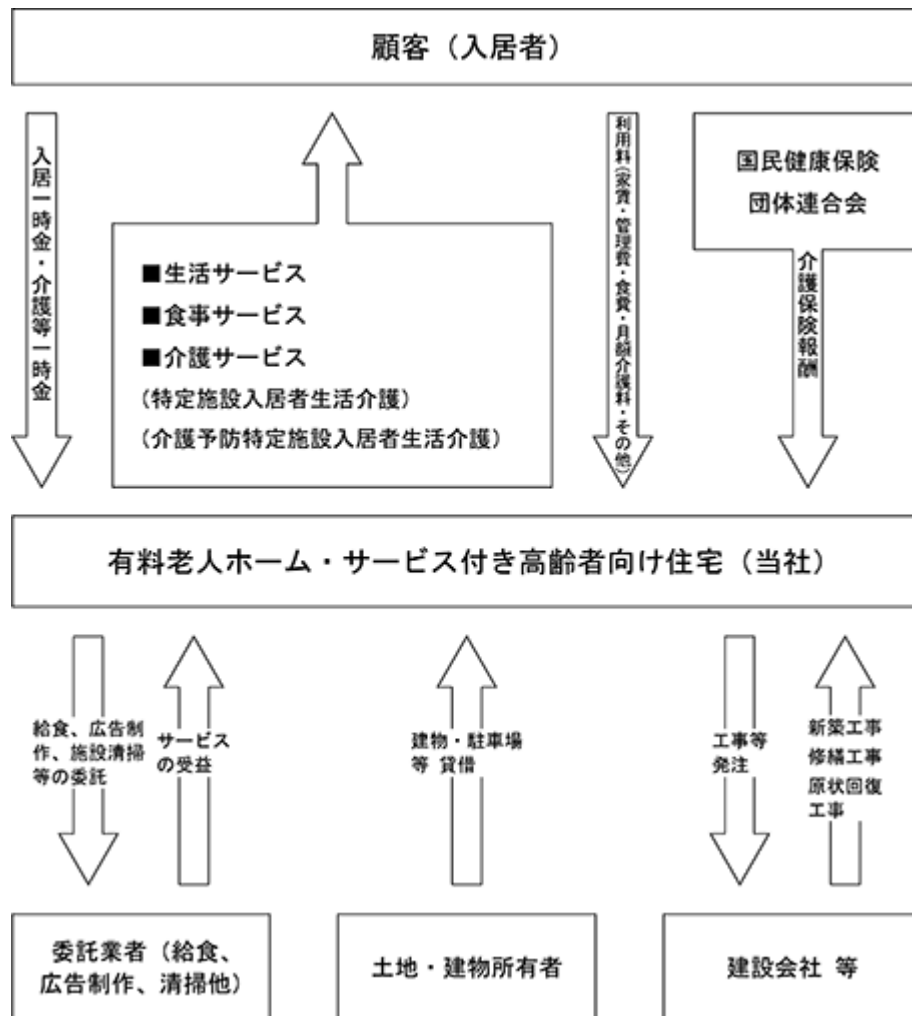 顧客（入居者）
入居一時金・介護等一時金
■生活サービス
■食事サービス
■介護サービス
(特定施設入居者生活介護)
(介護予防特定施設入居者生活介護)
利用料(家賃・管理費・食費・月額介護料・その他)
国民健康保険
団体連合会
介護保険報酬
有料老人ホーム・サービス付き高齢者向け住宅（当社）
給食、広告制
作、施設清掃
等の委託
サービス
の受益
建物・駐車場
等 貸借
工事等
発注
新築工事
修繕工事
原状回復
工事
委託業者（給食、
広告制作、清掃他）
土地・建物所有者
建設会社 等